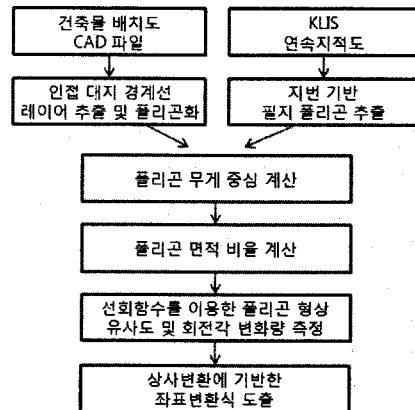 건축물 배치도
CAD 파일
KLIS
연속지적도
인접 대지 경계선
레이어 추출 및 폴리곤화
지번 기반
필지 폴리곤 추출
폴리곤 무게 중심 계산
폴리곤 면적 비율 계산
선회함수를 이용한 폴리곤 형상
유사도 및 회전각 변화량 측정
상사변환에 기반한
좌표변환식 도출